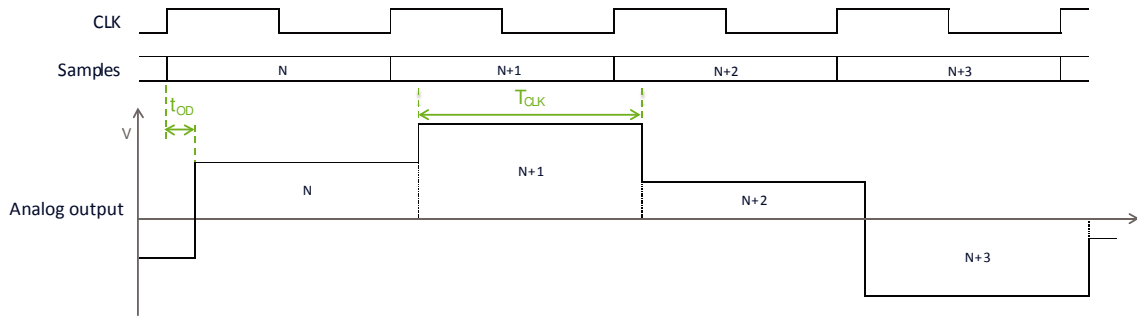 CLK
Samples
N
N+1
N+2
N+3
tOD
TCLK
V
N
N+1
N+2
N+3
Analog output